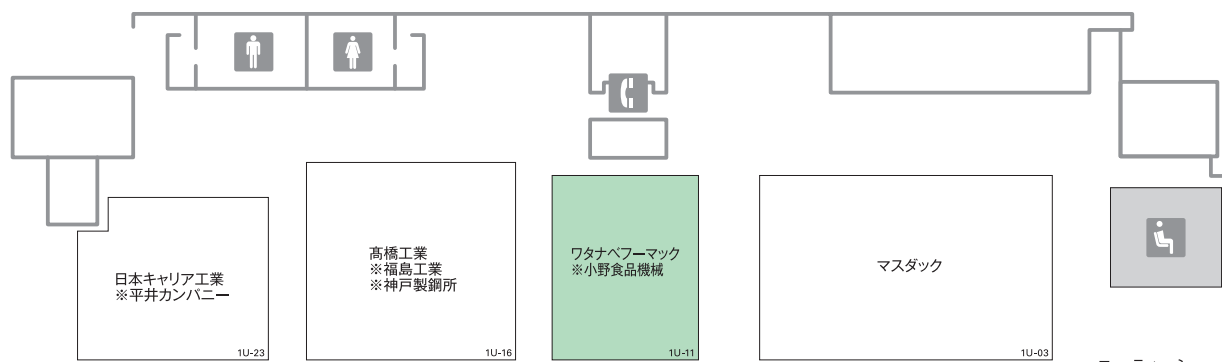 日本キャリア工業
※平井カンパニー
1U-23
髙橋工業
※福島工業
※神戸製鋼所
1U-16
ワタナベフーマック
※小野食品機械
1U-11
マスダック
1U-03